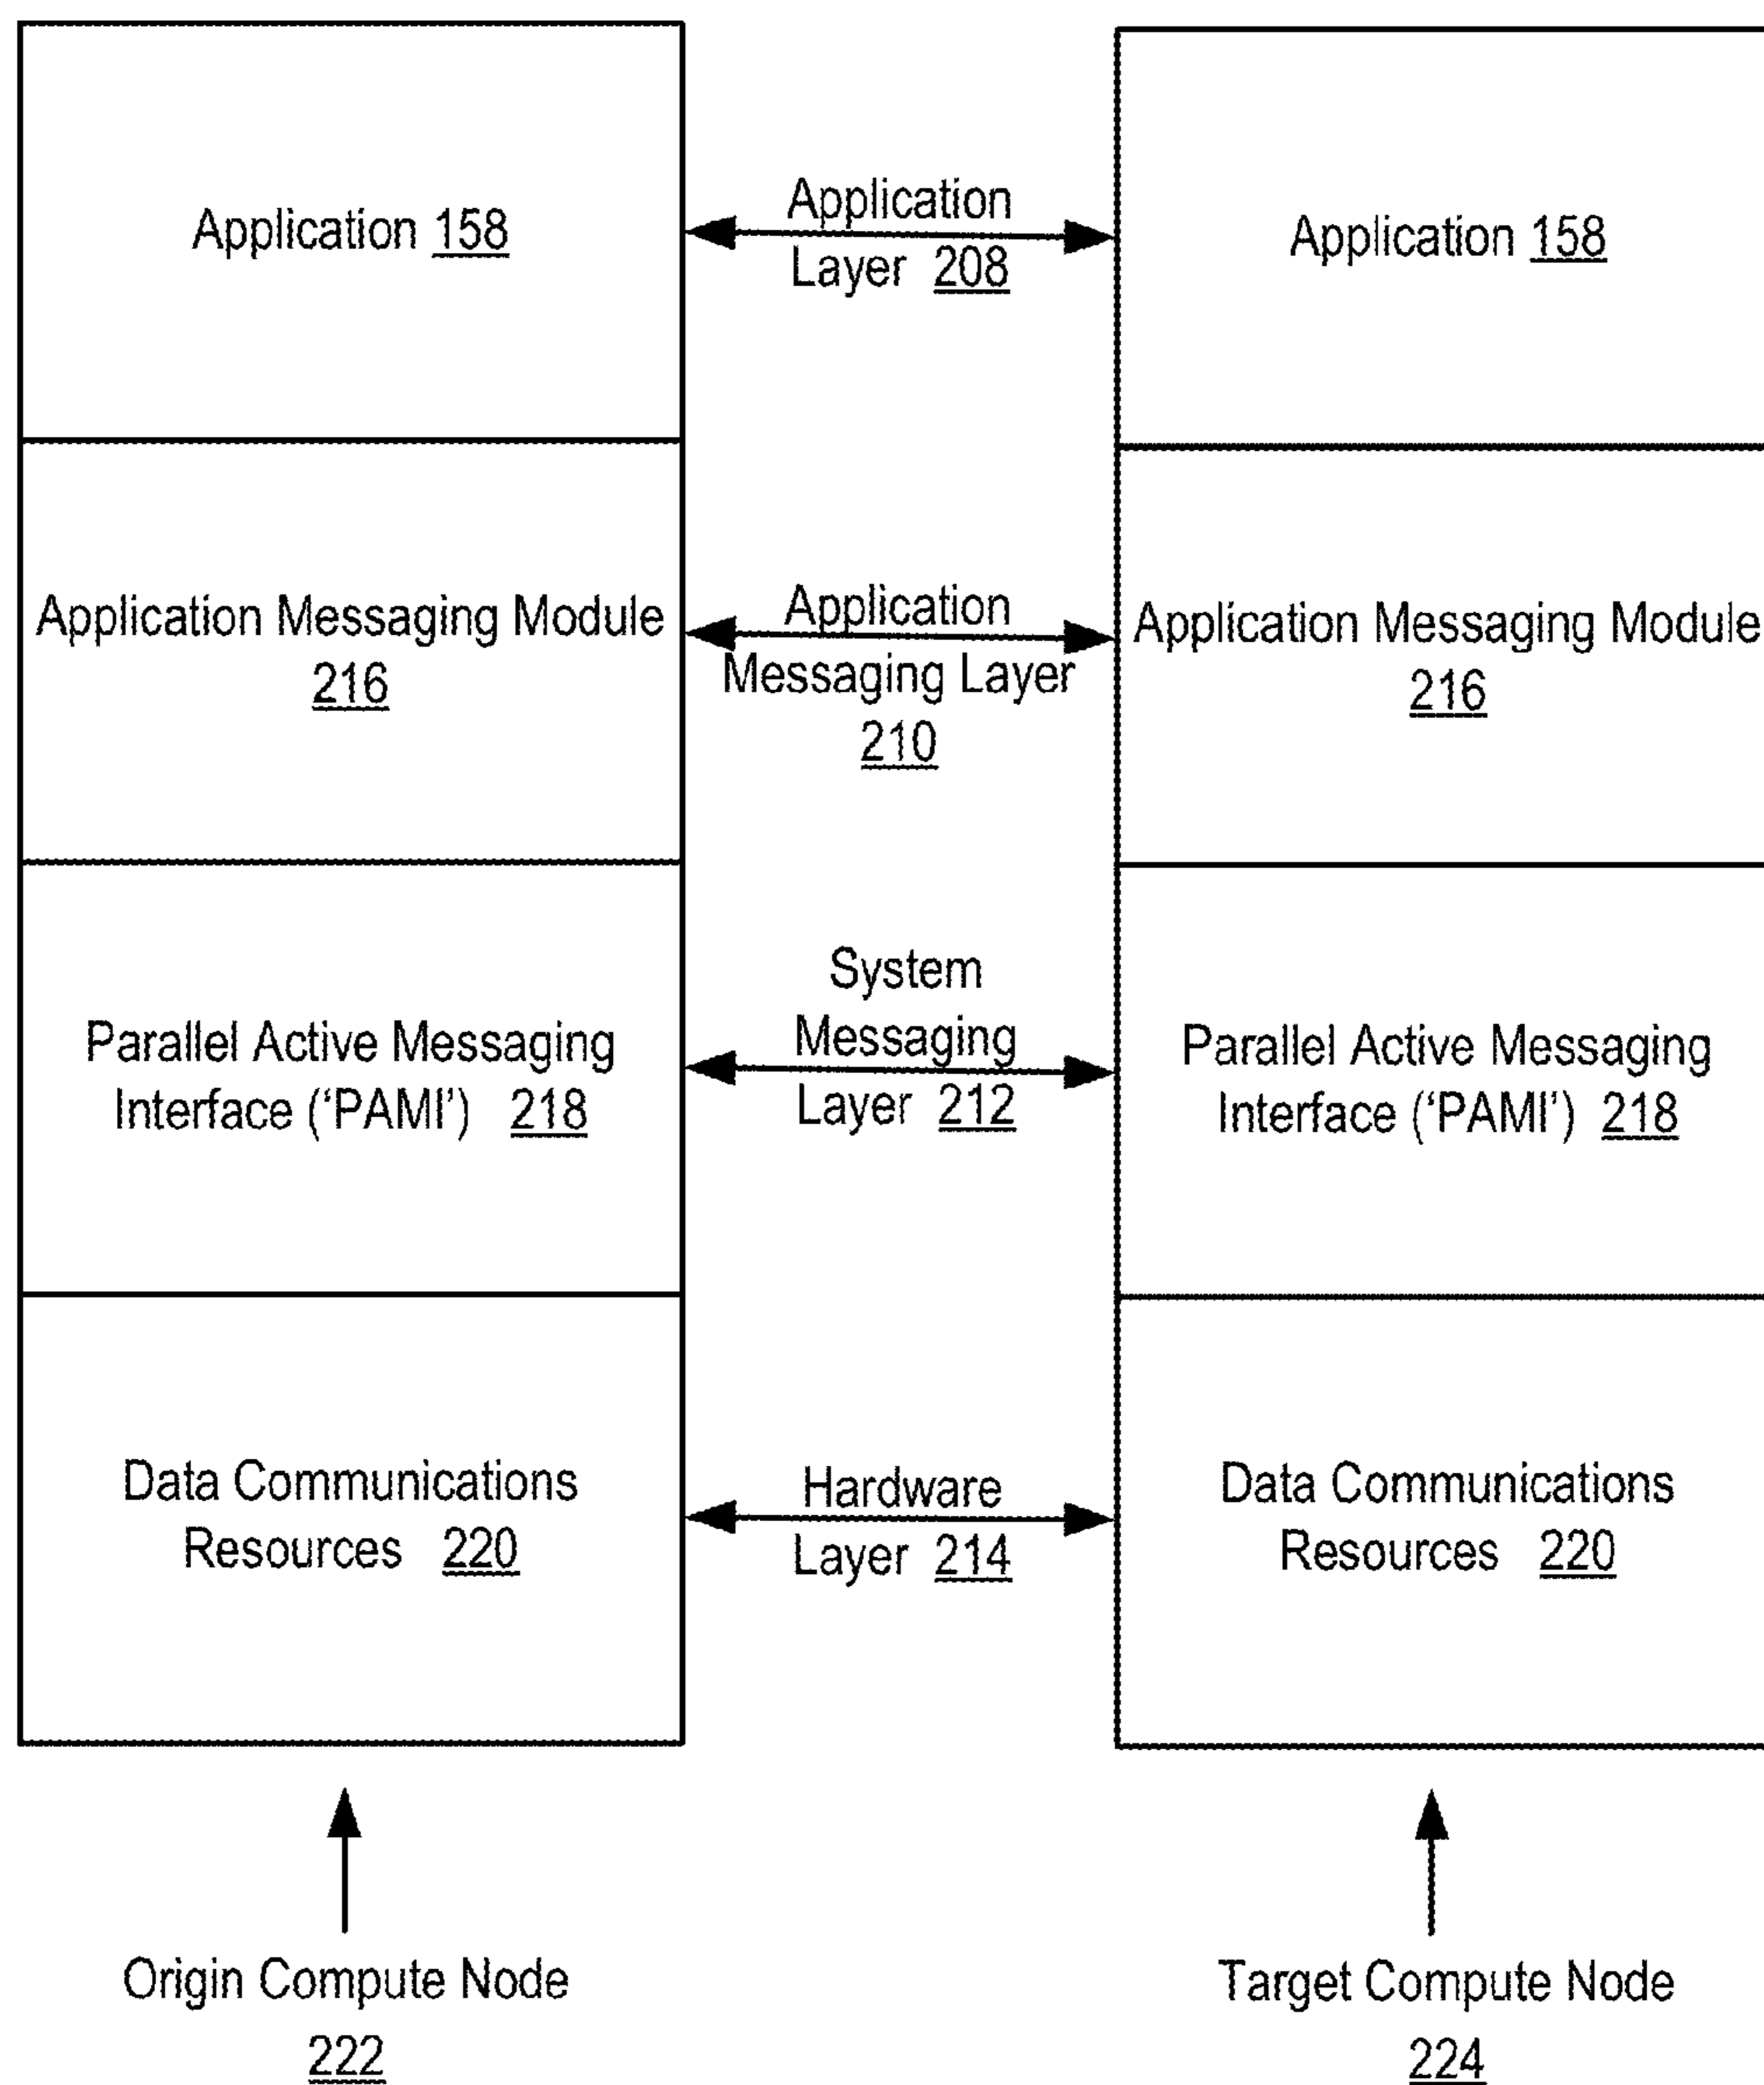 Application 158
Application
Layer 208
Application 158
Application Messaging Module
216
Application
Messaging Layer
210
Application Messaging Module
216
Parallel Active Messaging
Interface (‘PAMI’) 218
System
Messaging
Layer 212
Parallel Active Messaging
Interface (‘PAMI’) 218
Data Communications
Resources 220
Hardware
Layer 214
Data Communications
Resources 220
Origin Compute Node
222
Target Compute Node
224